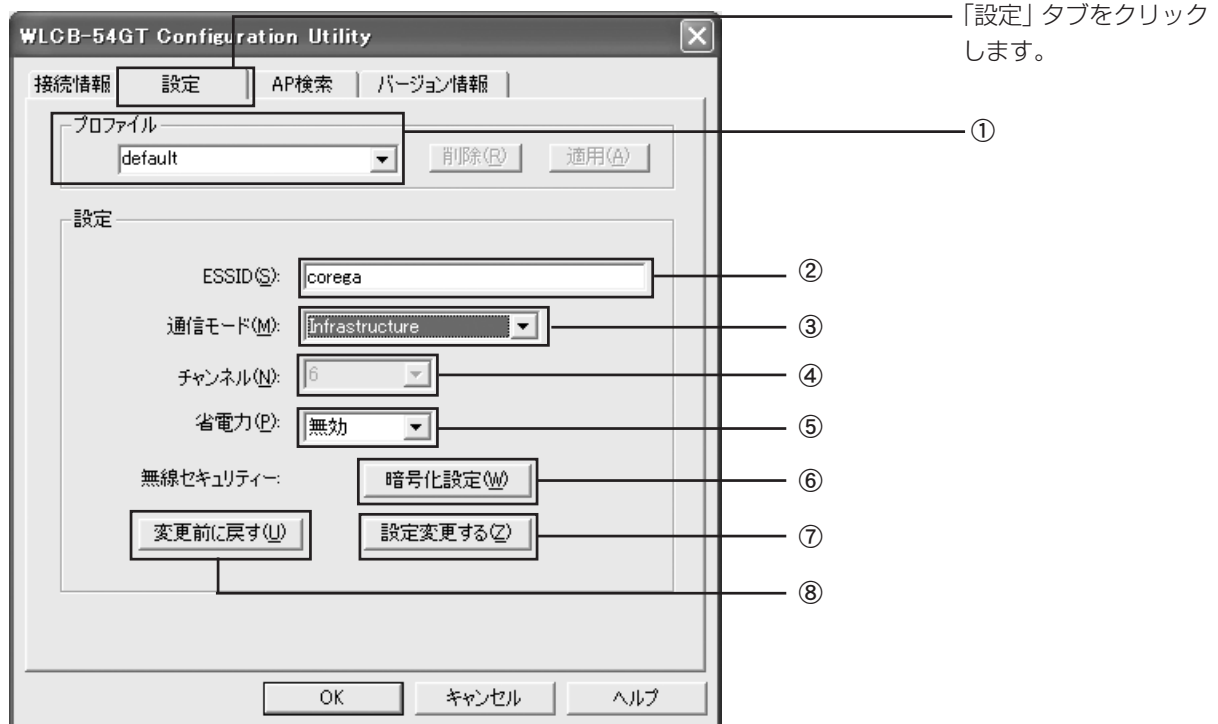 「設定」タブをクリック
します。
WLCB-54GT Configuration Utility
接続情報 設定 AP検索 バージョン情報
プロファイル ①
default 削除(R) 適用(A)
設定
ESSID(S): corega ②
通信モード(M): Infrastructure ③
チャンネル(N): 6 ④
省電力(P): 無効 ⑤
無線セキュリティー: 暗号化設定(W) ⑥
変更前に戻す(U) 設定変更する(Z) ⑦
⑧
OK キャンセル ヘルプ